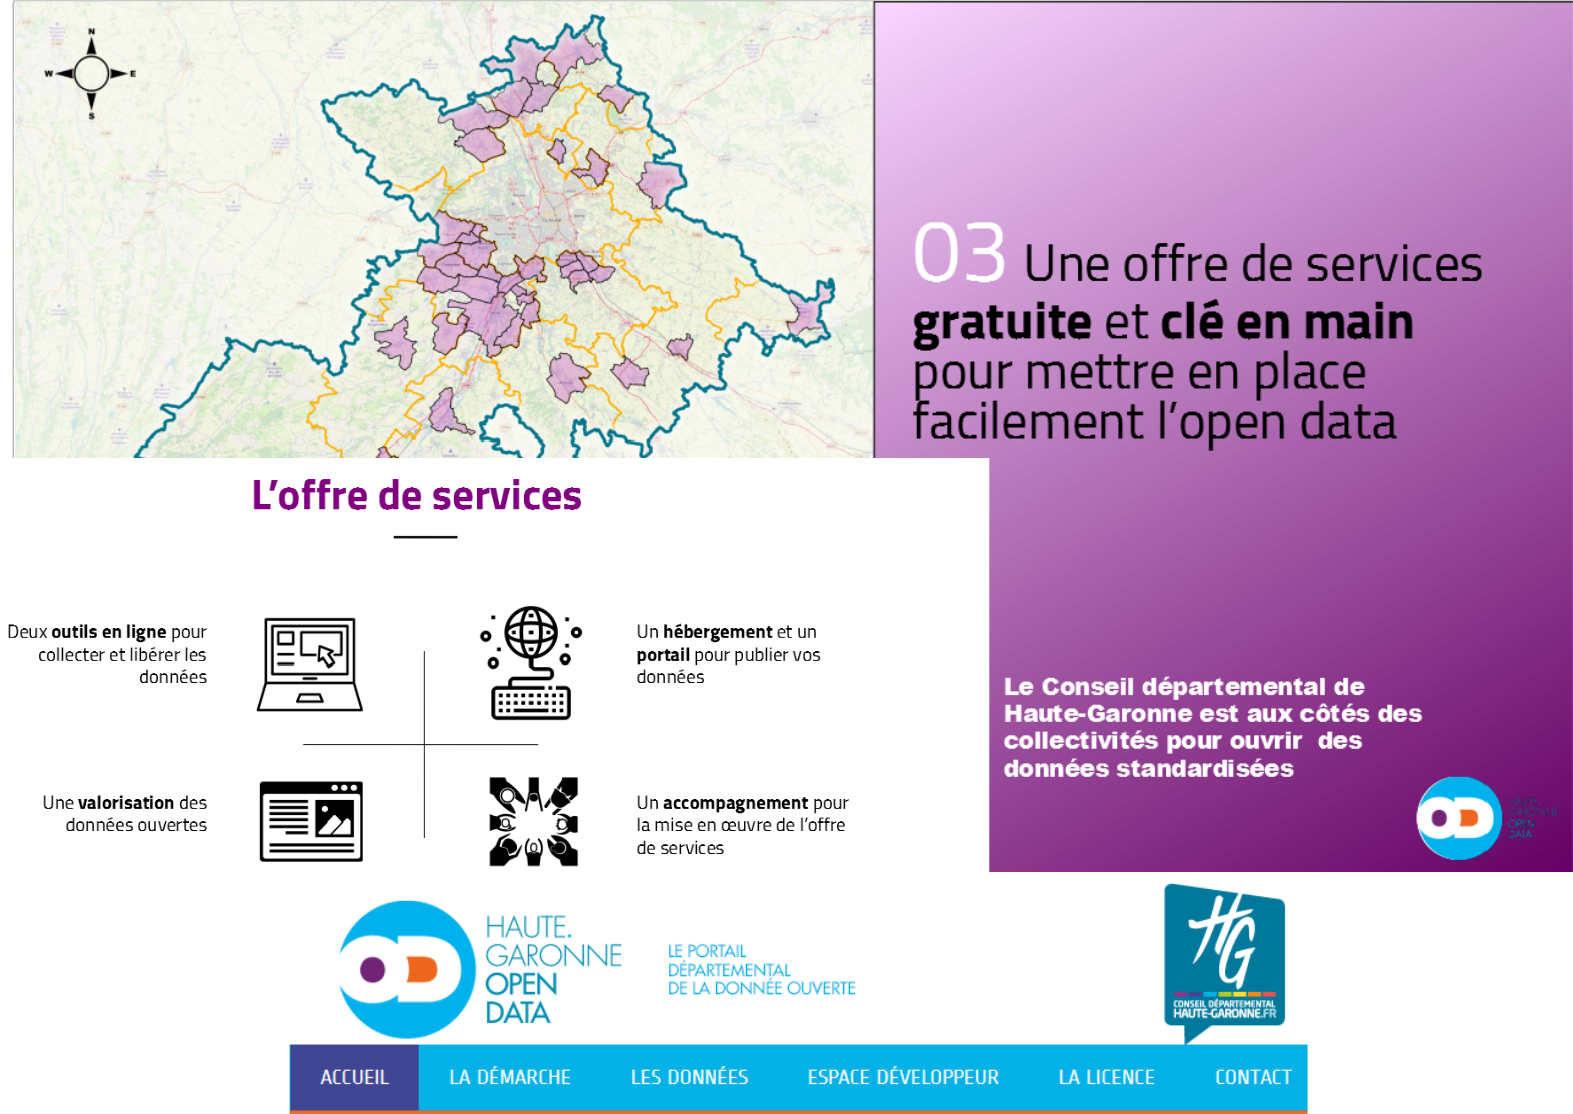 N
W
E
S
03 Une offre de services
gratuite et clé en main
pour mettre en place
facilement l'open data
L'offre de services
Deux outils en ligne pour
collecter et libérer les
données
Un hébergement et un
portail pour publier vos
données
Une valorisation des
données ouvertes
Un accompagnement pour
la mise en œuvre de l'offre
de services
Le Conseil départemental de
Haute-Garonne est aux côtés des
collectivités pour ouvrir des
données standardisées
HAUTE.
GARONNE
OPEN
DATA
HAUTE.
GARONNE
OPEN
DATA
LE PORTAIL
DÉPARTEMENTAL
DE LA DONNÉE OUVERTE
HG
CONSEIL DÉPARTEMENTAL
HAUTE-GARONNE.FR
ACCUEIL
LA DÉMARCHE
LES DONNÉES
ESPACE DÉVELOPPEUR
LA LICENCE
CONTACT